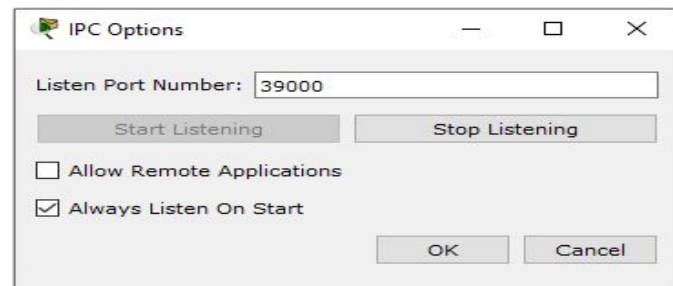 IPC Options
Listen Port Number: 39000
Start Listening Stop Listening
Allow Remote Applications
Always Listen On Start
OK Cancel